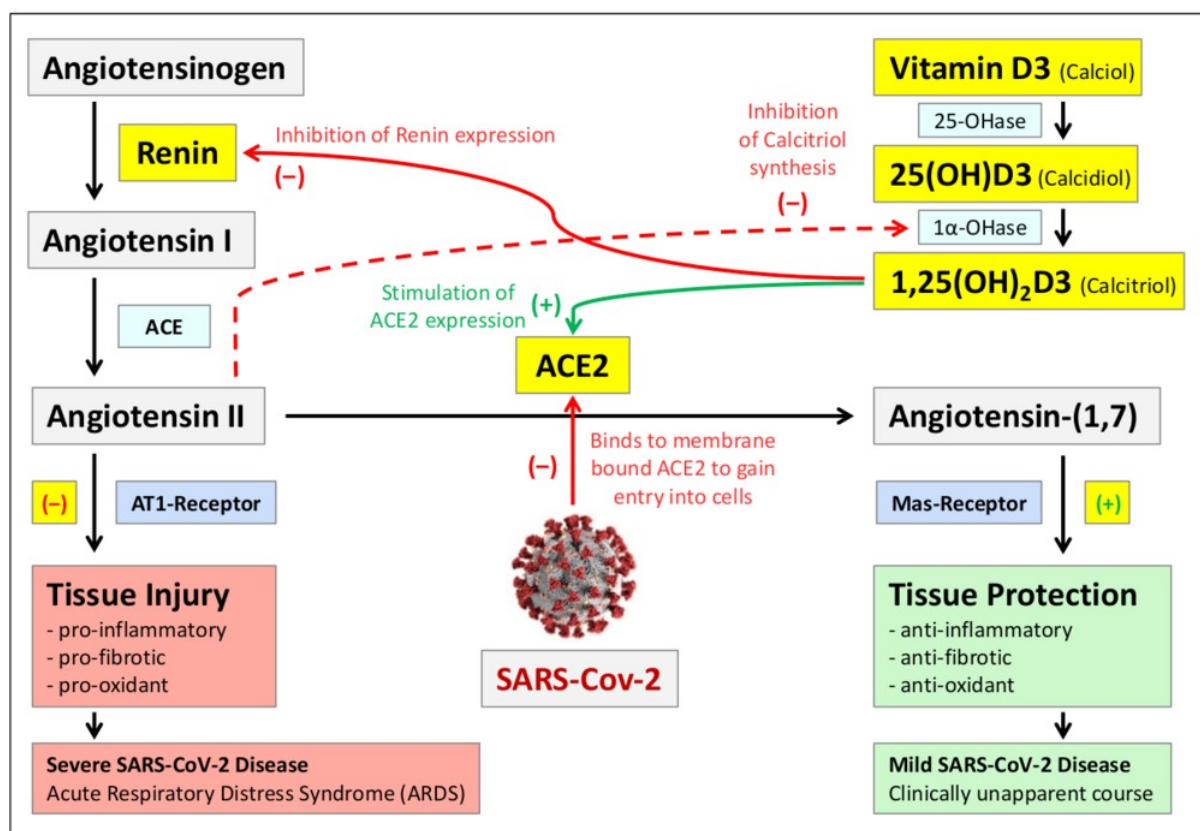 Angiotensinogen
Renin
Angiotensin I
ACE
Angiotensin II
(–)
AT1-Receptor
Tissue Injury
- pro-inflammatory
- pro-fibrotic
- pro-oxidant
Severe SARS-CoV-2 Disease
Acute Respiratory Distress Syndrome (ARDS)
Inhibition of Renin expression
(–)
Inhibition
of Calcitriol
synthesis
(–)
Stimulation of
ACE2 expression
(+)
ACE2
(–)
Binds to membrane
bound ACE2 to gain
entry into cells
SARS-Cov-2
Vitamin D3 (Calciol)
25-OHase
25(OH)D3 (Calcidiol)
1α-OHase
1,25(OH)₂D3 (Calcitriol)
Angiotensin-(1,7)
Mas-Receptor
(+)
Tissue Protection
- anti-inflammatory
- anti-fibrotic
- anti-oxidant
Mild SARS-CoV-2 Disease
Clinically unapparent course